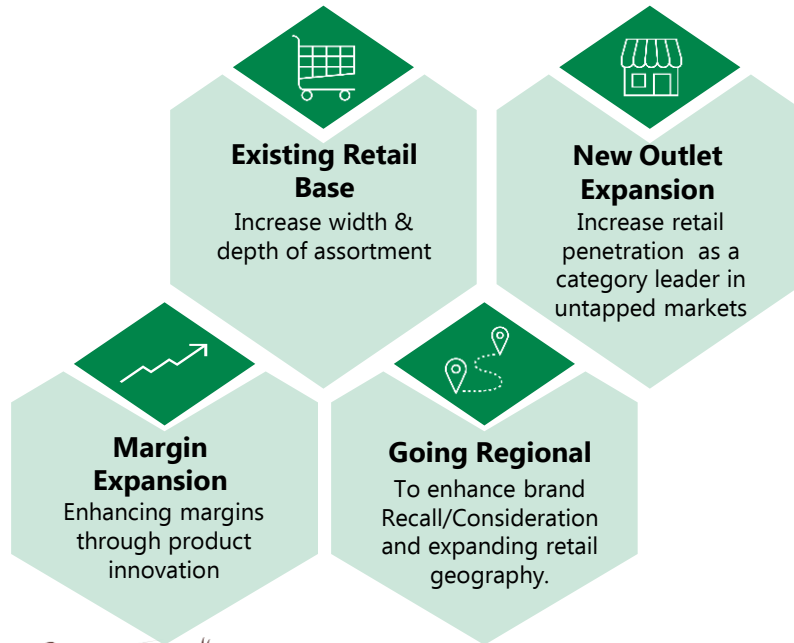 Existing Retail
Base
Increase width &
depth of assortment
New Outlet
Expansion
Increase retail
penetration as a
category leader in
untapped markets
Margin
Expansion
Enhancing margins
through product
innovation
Going Regional
To enhance brand
Recall/Consideration
and expanding retail
geography.